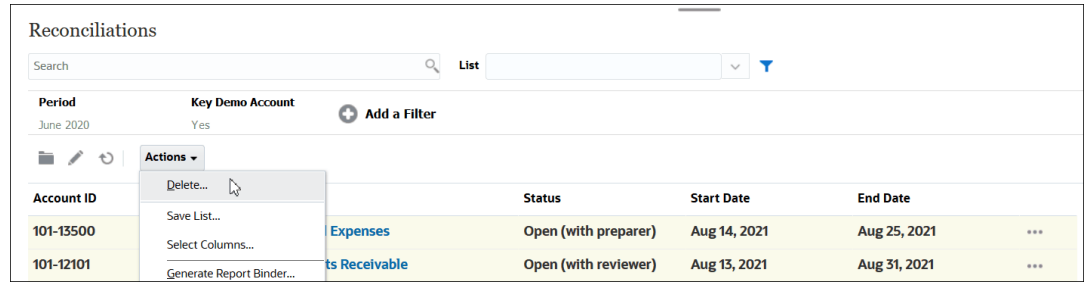 Reconciliations
Search
List
Period
Key Demo Account
Add a Filter
June 2020
Yes
Actions
Delete...
Account ID
Status
Start Date
End Date
Save List...
101-13500
Expenses
Open (with preparer)
Aug 14, 2021
Aug 25, 2021
Select Columns...
101-12101
ts Receivable
Open (with reviewer)
Aug 13, 2021
Aug 31, 2021
Generate Report Binder...